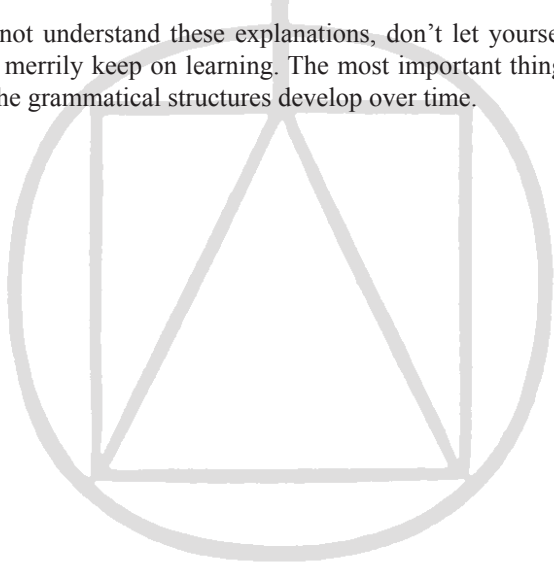 not understand these explanations, don’t let yourse
merrily keep on learning. The most important thing
he grammatical structures develop over time.